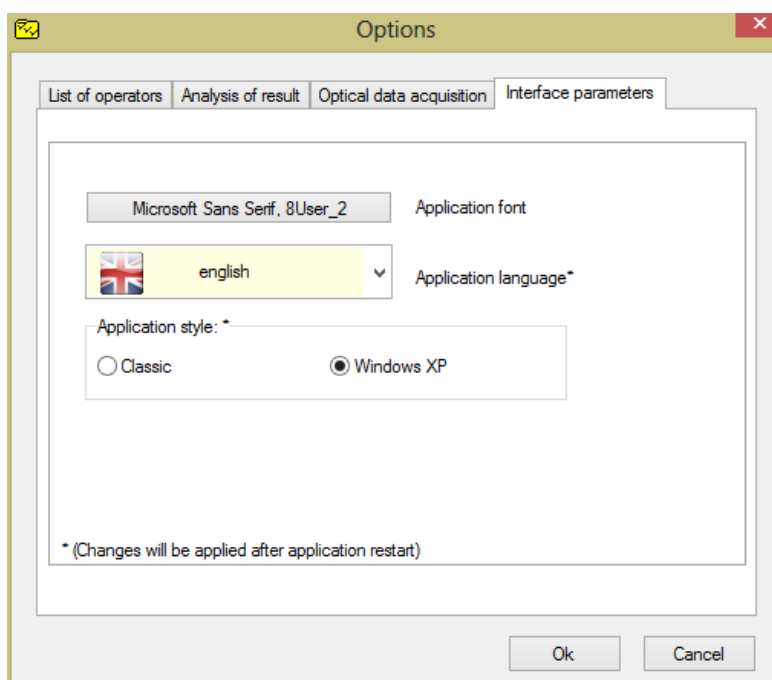 Options
List of operators Analysis of result Optical data acquisition Interface parameters
Microsoft Sans Serif, 8User_2 Application font
english Application language*
Application style: *
Classic Windows XP
* (Changes will be applied after application restart)
Ok Cancel